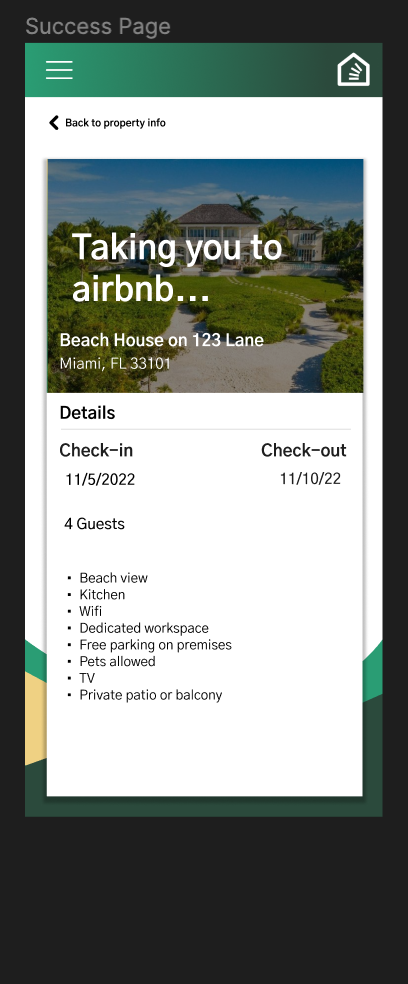 Success Page
Back to property info
Taking you to
airbnb...
Beach House on 123 Lane
Miami, FL 33101
Details
Check-in
Check-out
11/5/2022
11/10/22
4 Guests
• Beach view
• Kitchen
• Wifi
• Dedicated workspace
• Free parking on premises
• Pets allowed
• TV
• Private patio or balcony